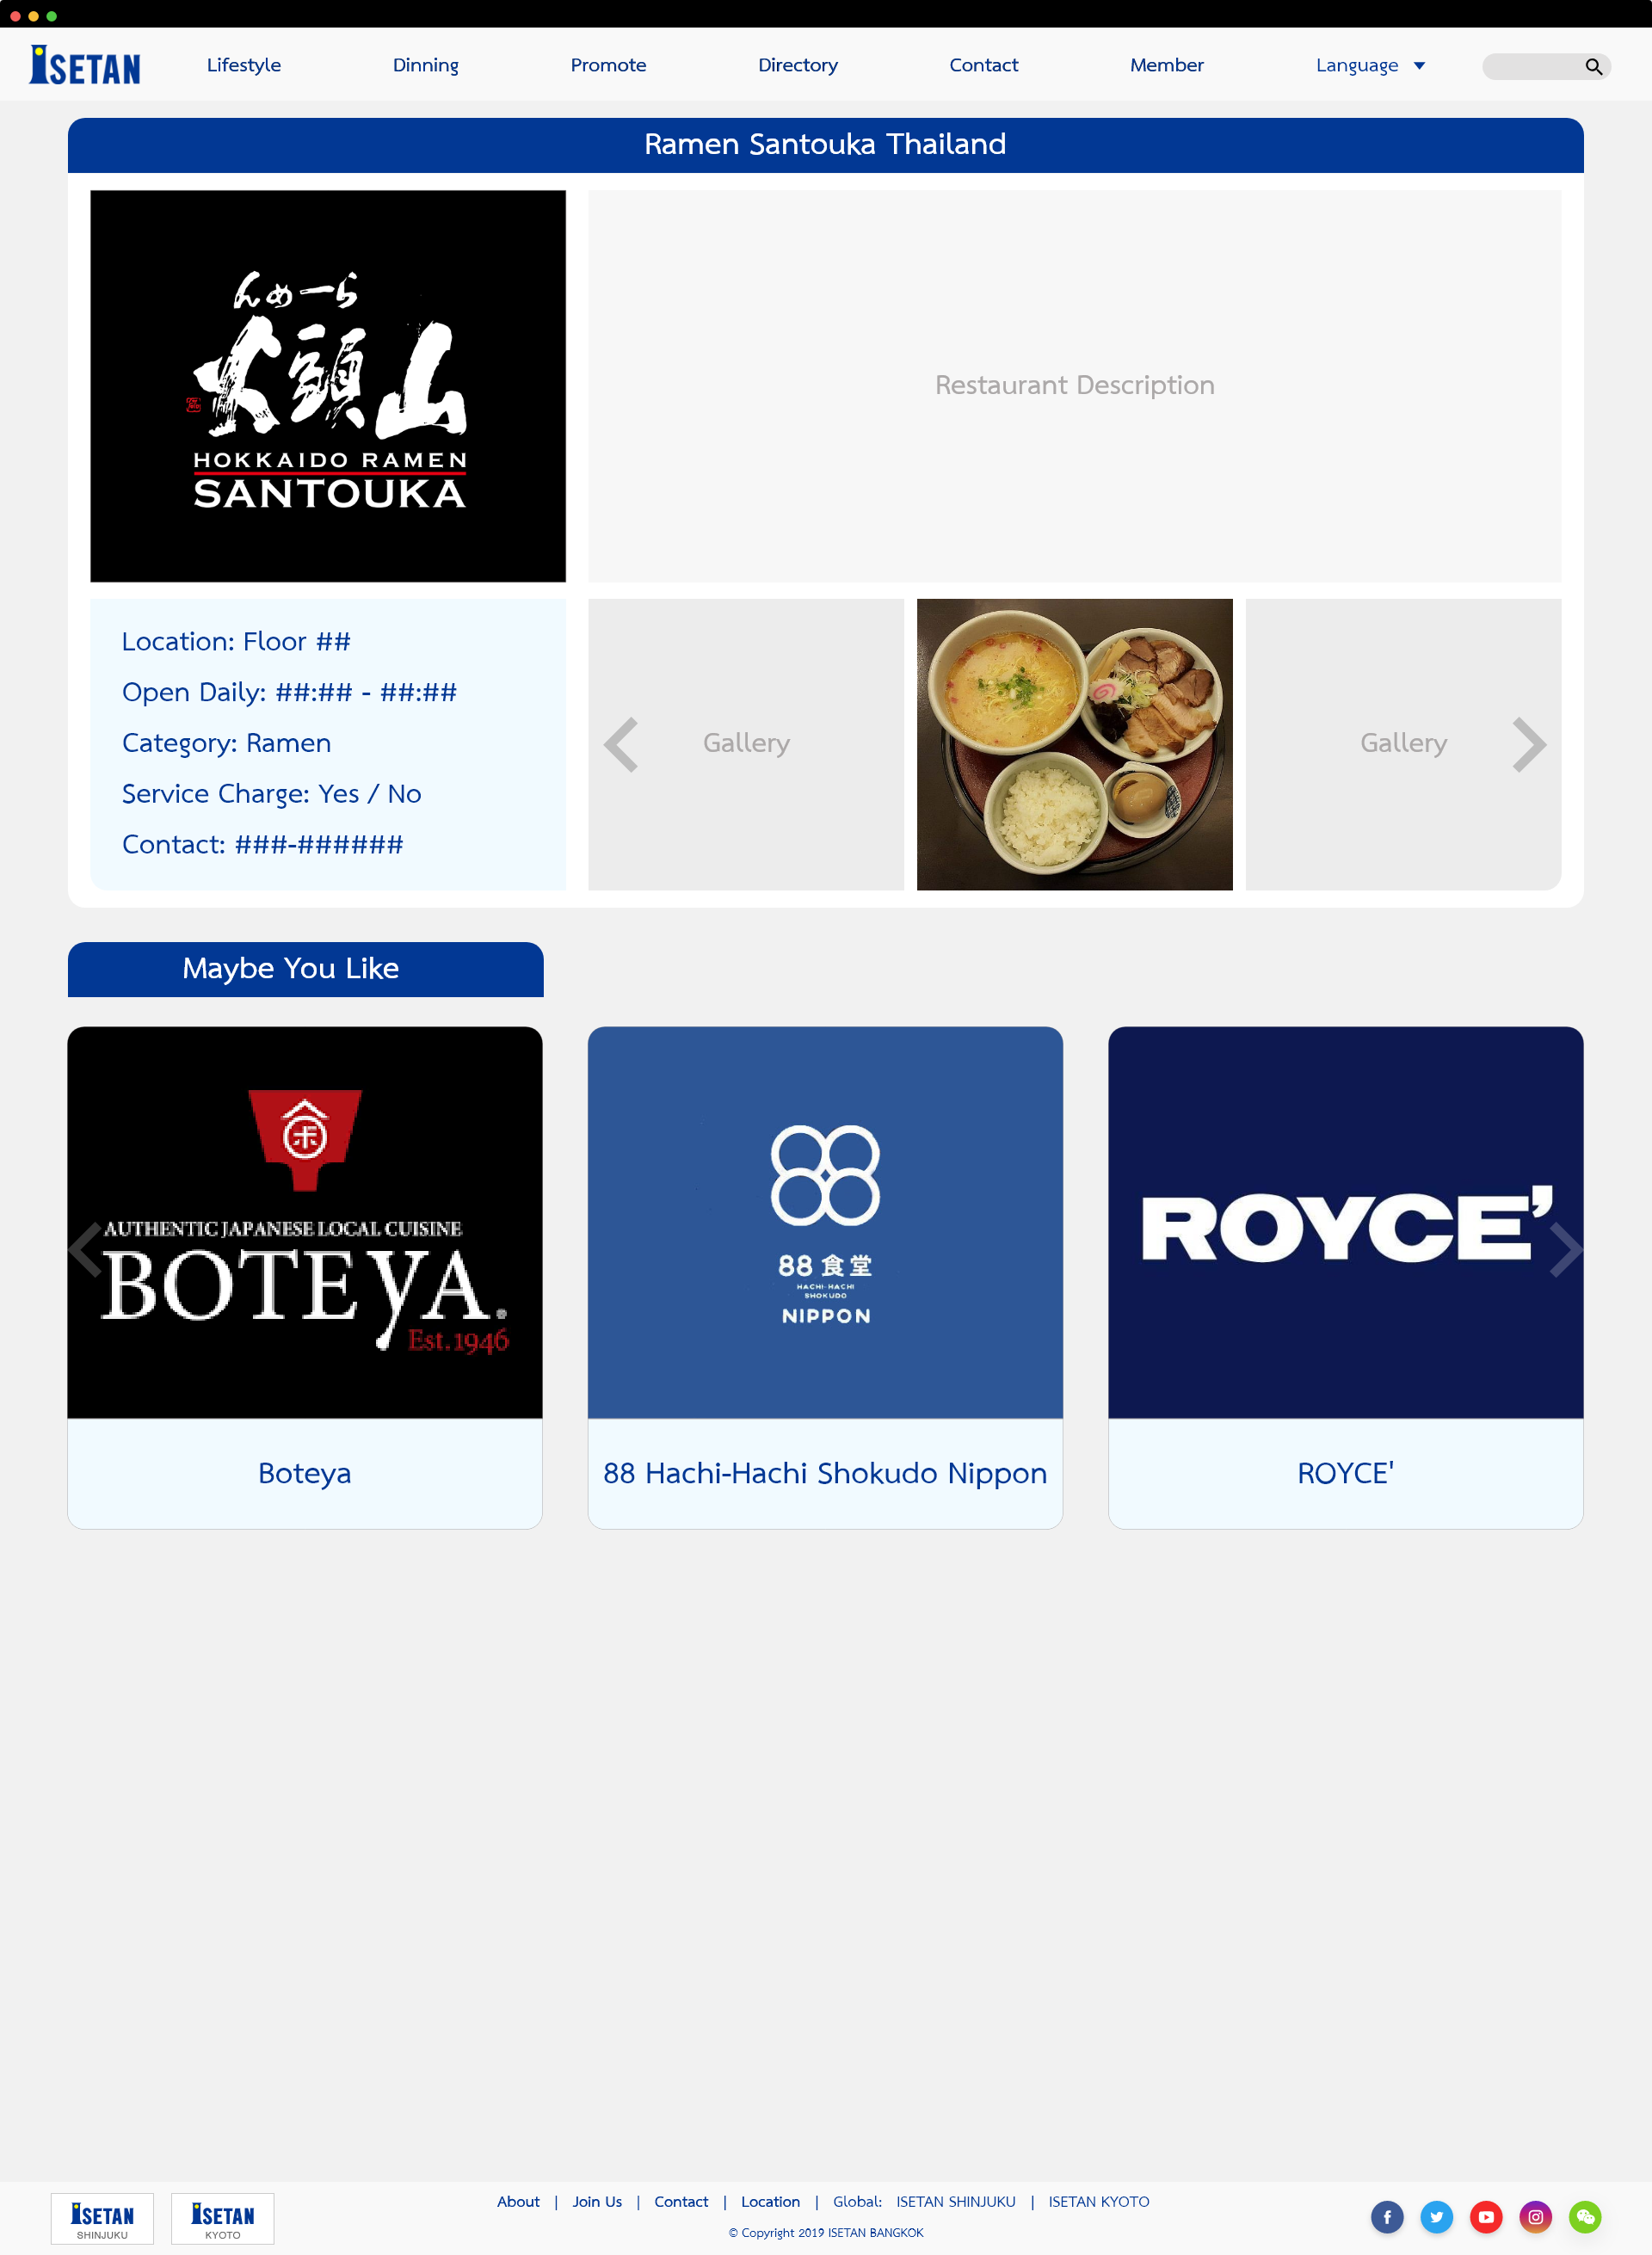 ISETAN
Lifestyle
Dinning
Promote
Directory
Contact
Member
Language
Ramen Santouka Thailand
んめーら
山頭火
HOKKAIDO RAMEN
SANTOUKA
Restaurant Description
Location: Floor ##
Open Daily: ##:## - ##:##
Category: Ramen
Service Charge: Yes / No
Contact: ###-######
Gallery
Gallery
Maybe You Like
AUTHENTIC JAPANESE LOCAL CUISINE
BOTEyA
Est.1946
Boteya
88 食堂
HACHI-HACHI
SHOKUDO
NIPPON
88 Hachi-Hachi Shokudo Nippon
ROYCE'
ROYCE'
ISETAN
SHINJUKU
ISETAN
KYOTO
About | Join Us | Contact | Location | Global: ISETAN SHINJUKU | ISETAN KYOTO
© Copyright 2019 ISETAN BANGKOK